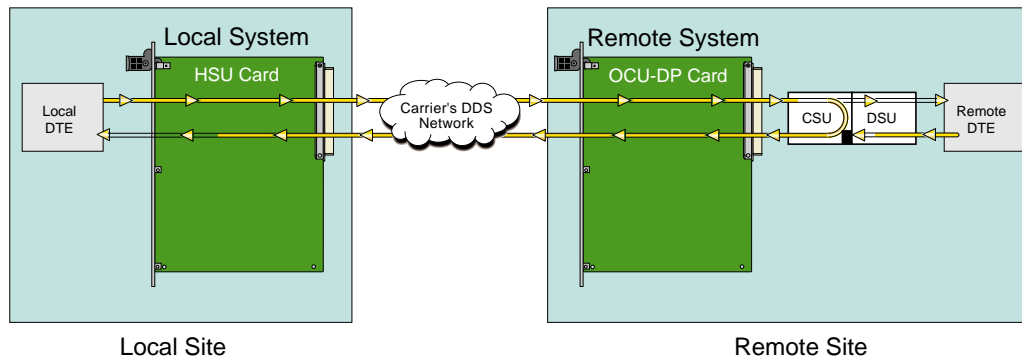 Local System
Remote System
HSU Card
OCU-DP Card
Local
DTE
Carrier's DDS
Network
CSU
DSU
Remote
DTE
Local Site
Remote Site